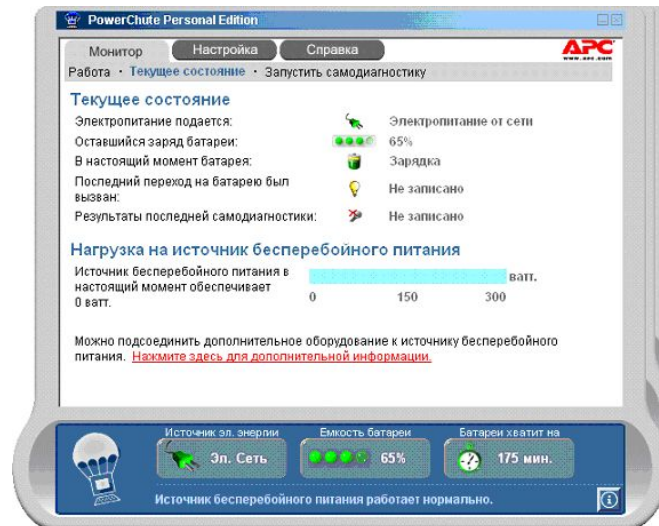 PowerChute Personal Edition
Монитор Настройка Справка
APC
www.apc.com
Работа · Текущее состояние · Запустить самодиагностику
Текущее состояние
Электропитание подается: Электропитание от сети
Оставшийся заряд батареи: 65%
В настоящий момент батарея: Зарядка
Последний переход на батарею был
вызван: Не записано
Результаты последней самодиагностики: Не записано
Нагрузка на источник бесперебойного питания
Источник бесперебойного питания в
настоящий момент обеспечивает
0 ватт.
ватт.
0 150 300
Можно подсоединить дополнительное оборудование к источнику бесперебойного
питания. Нажмите здесь для дополнительной информации.
Источник эл. энергии Емкость батареи Батареи хватит на
Эл. Сеть 65% 175 мин.
Источник бесперебойного питания работает нормально.